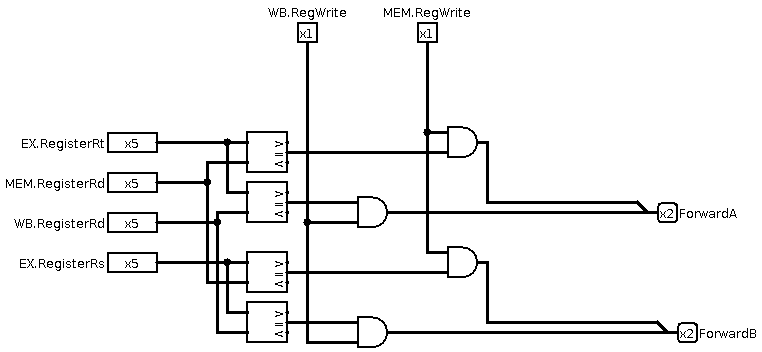 WB.RegWrite MEM.RegWrite
x1 x1
EX.RegisterRt x5
MEM.RegisterRd x5
WB.RegisterRd x5
EX.RegisterRs x5
> = <
> = <
> = <
> = <
x2 ForwardA
x2 ForwardB